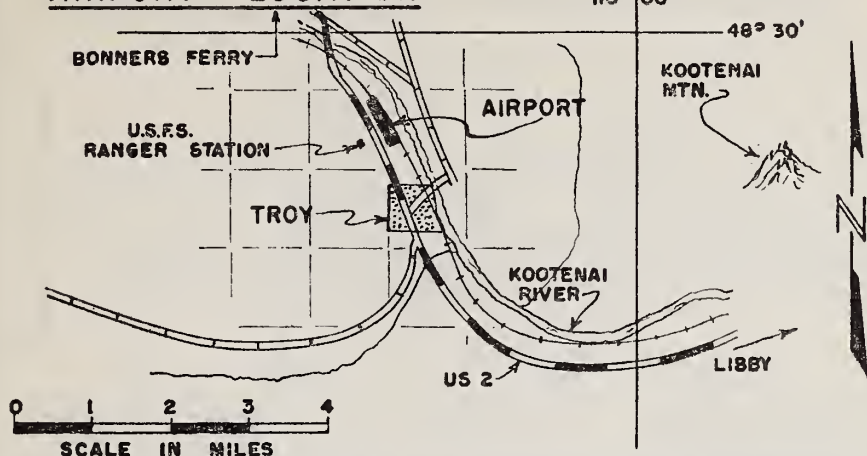 48° 30'
BONNERS FERRY
KOOTENAI
MTN.
AIRPORT
U.S.F.S.
RANGER STATION
TROY
N
KOOTENAI
RIVER
LIBBY
US 2
0 1 2 3 4
SCALE IN MILES